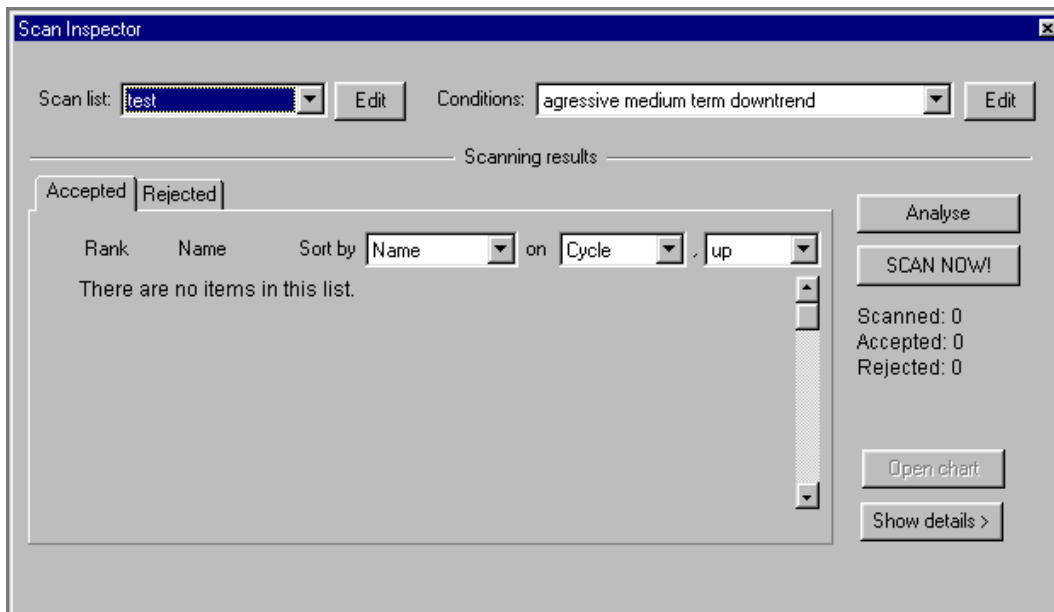 Scan Inspector
Scan list: test Edit Conditions: agressive medium term downtrend Edit
Scanning results
Accepted Rejected
Analyse
Rank Name Sort by Name on Cycle , up
SCAN NOW!
There are no items in this list.
Scanned: 0
Accepted: 0
Rejected: 0
Open chart
Show details >